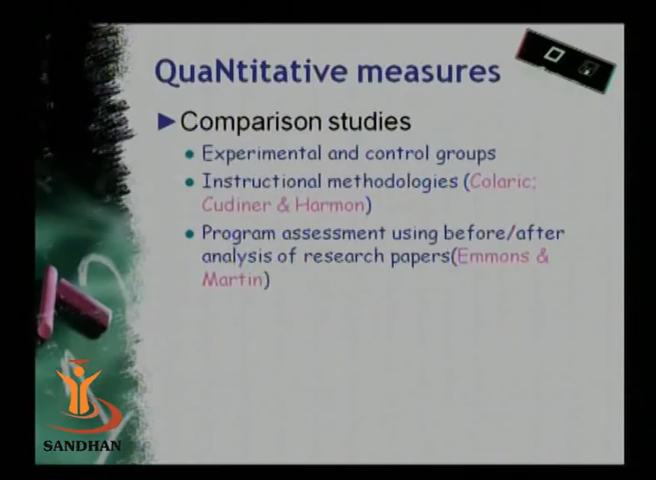 QuaNtitative measures
Comparison studies
Experimental and control groups
Instructional methodologies (Colaric;
Cudiner & Harmon)
Program assessment using before/after
analysis of research papers(Emmons &
Martin)
SANDHAN